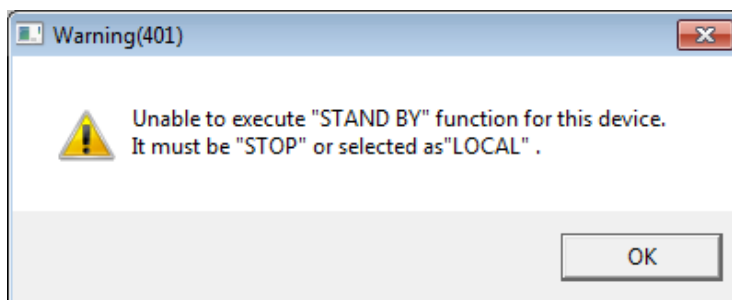 Warning(401)
Unable to execute "STAND BY" function for this device.
It must be "STOP" or selected as"LOCAL" .
OK